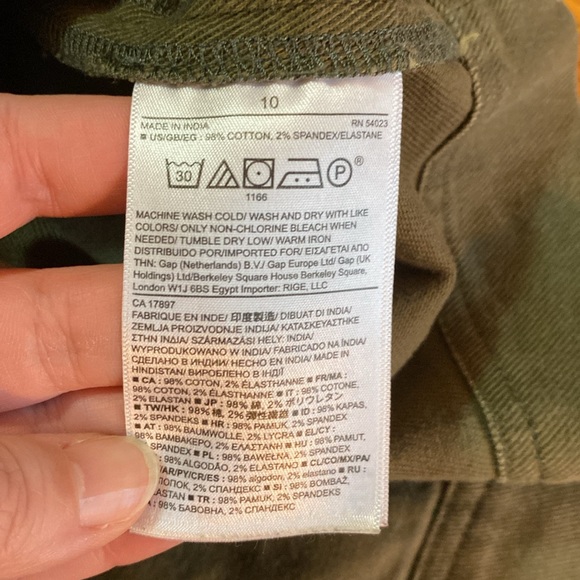 10
MADE IN INDIA RN 54023
■ US/GB/EG : 98% COTTON, 2% SPANDEX/ELASTANE
30 P ®
1166
MACHINE WASH COLD/ WASH AND DRY WITH LIKE
COLORS/ ONLY NON-CHLORINE BLEACH WHEN
NEEDED/ TUMBLE DRY LOW/ WARM IRON
DISTRIBUIDO POR/IMPORTED FOR/ ΕΙΣΑΓΕΤΑΙ ΑΠΟ
ΤΗΝ: Gap (Netherlands) B.V./ Gap Europe Ltd/ Gap (UK
Holdings) Ltd/Berkeley Square House Berkeley Square,
London W1J 6BS Egypt Importer: RIGE, LLC
CA 17897
FABRIQUE EN INDE/ 印度製造/ DIBUAT DI INDIA/
ZEMLJA PROIZVODNJE INDIJA/ ΚΑΤΑΣΚΕΥΑΣΤΗΚΕ
ΣΤΗΝ ΙΝΔΙΑ/ SZÁRMAZÁSI HELY: INDIA/
WYPRODUKOWANO W INDIA/ FABRICADO NA ÍNDIA/
СДЕЛАНО В ИНДИИ/ HECHO EN INDIA/ MADE IN
HINDISTAN/ ВИРОБЛЕНО В ІНДІЇ
■ CA : 98% COTON, 2% ÉLASTHANNE ■ FR/MA :
98% COTON, 2% ÉLASTHANNE ■ IT : 98% COTONE,
2% ELASTAN ■ JP : 98% 綿, 2% ポリウレタン
■ TW/HK : 98% 棉, 2% 彈性纖維 ■ ID : 98% KAPAS,
2% SPANDEKS ■ HR : 98% PAMUK, 2% SPANDEX
■ AT : 98% BAUMWOLLE, 2% LYCRA ■ EL/CY :
98% ΒΑΜΒΑΚΕΡΟ, 2% ΕΛΑΣΤΑΝΗ ■ HU : 98% PAMUT,
SPANDEX ■ PL : 98% BAWEŁNA, 2% SPANDEX
98% ALGODÃO, 2% ELASTANO ■ CL/CO/MX/PA/
AR/PY/CR/ES : 98% algodon, 2% elastano ■ RU :
2% СПАНДЕКС ■ SI : 98% BOMBAŽ,
ELASTAN ■ TR : 98% PAMUK, 2% SPANDEKS
98% БАВОВНА, 2% СПАНДЕКС